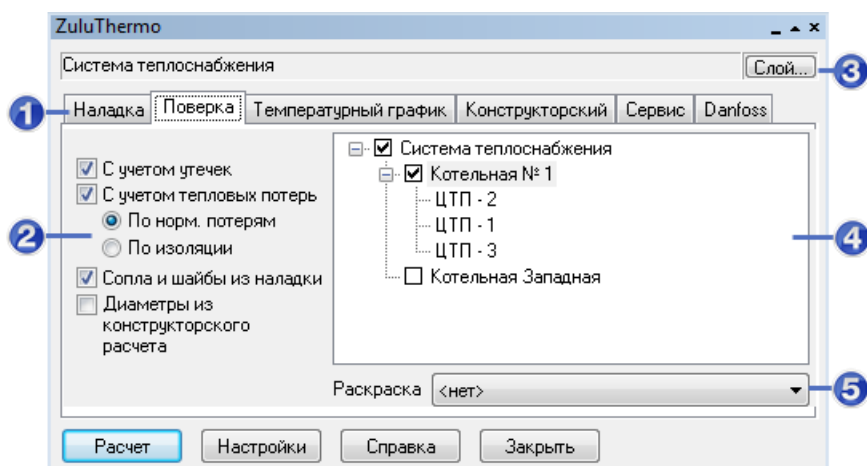 ZuluThermo
Система теплоснабжения
Слой...
3
1
Наладка Поверка Температурный график Конструкторский Сервис Danfoss
С учетом утечек
С учетом тепловых потерь
По норм. потерям
По изоляции
2
Сопла и шайбы из наладки
Диаметры из
конструкторского
расчета
Система теплоснабжения
Котельная № 1
ЦТП - 2
ЦТП - 1
ЦТП - 3
Котельная Западная
4
Раскраска <нет>
5
Расчет Настройки Справка Закрыть